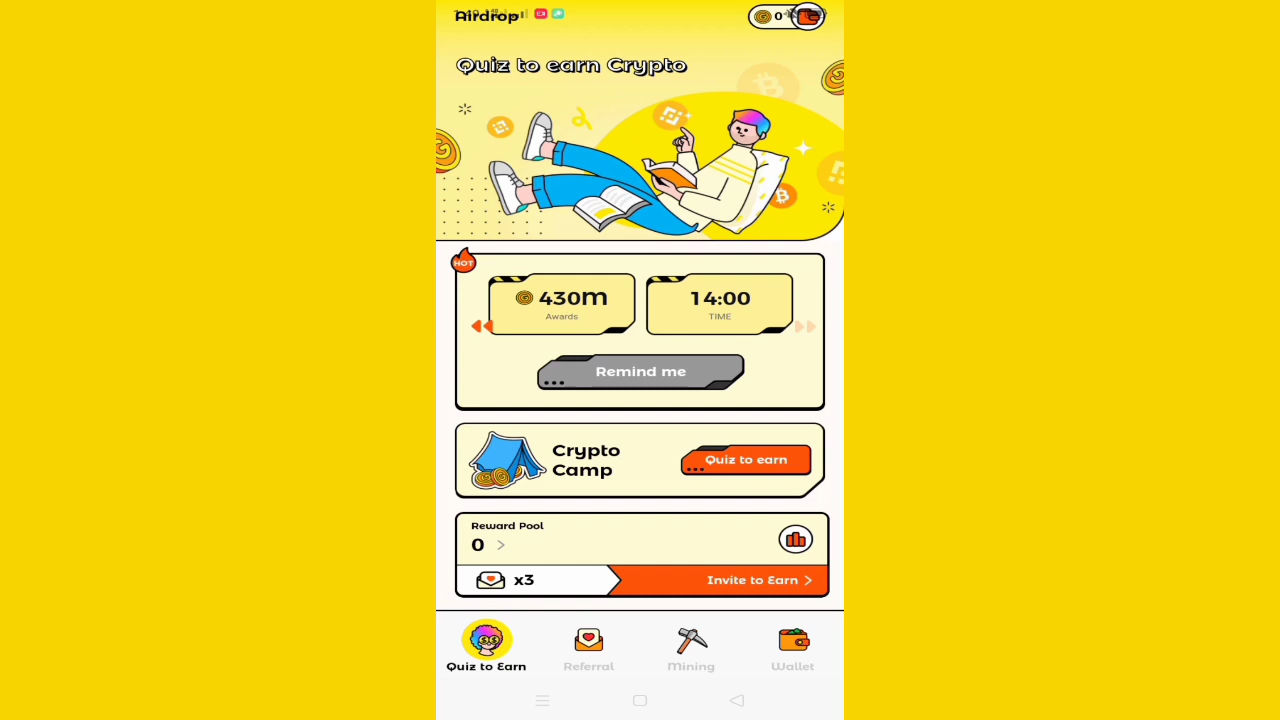 Airdrop
0
Quiz to earn Crypto
HOT
430m
14:00
Awards
TIME
Remind me
Crypto
Camp
Quiz to earn
Reward Pool
0
x3
Invite to Earn
Quiz to Earn
Referral
Mining
Wallet